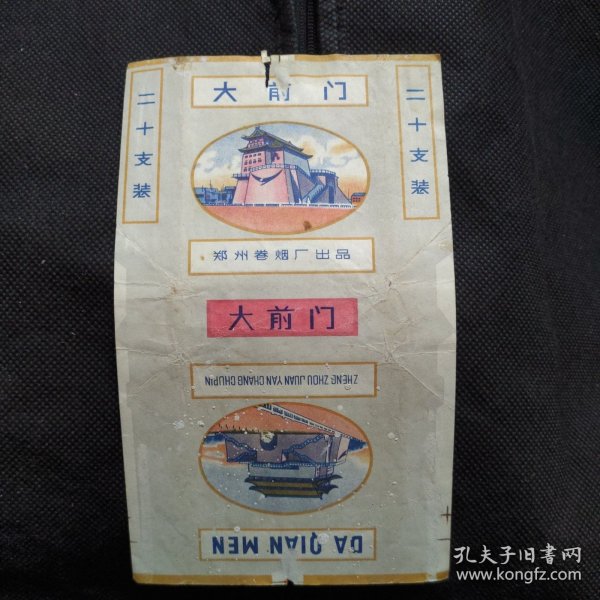 大前门
二十支装
二十支装
郑州卷烟厂出品
大前门
ZHENG ZHOU JUAN YAN CHANG CHUPIN
DA QIAN MEN
孔夫子旧书网
www.kongfz.com